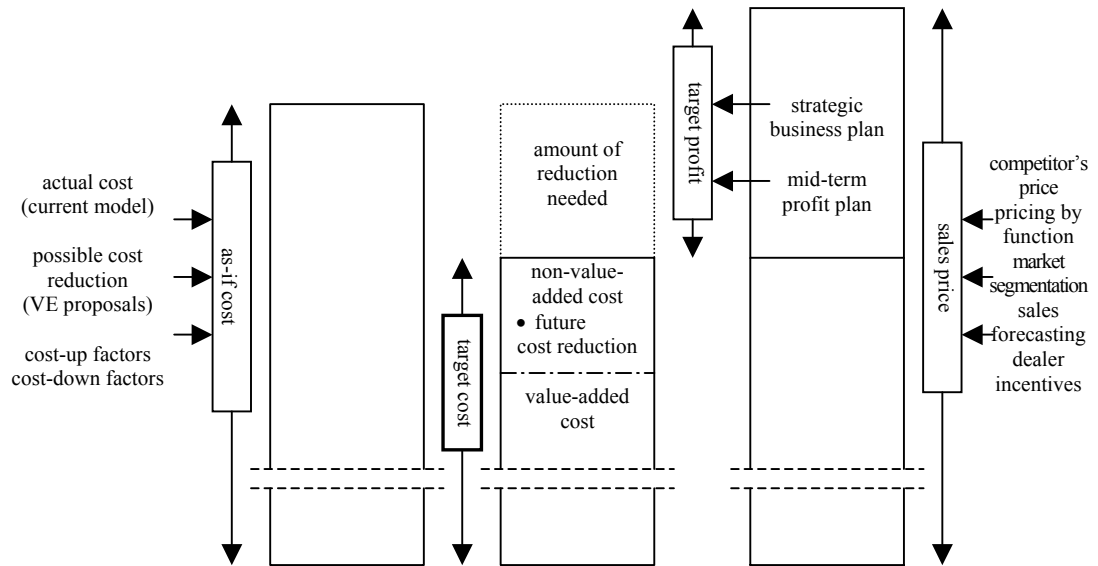 actual cost
(current model)
possible cost
reduction
(VE proposals)
cost-up factors
cost-down factors
as-if cost
target cost
amount of
reduction
needed
non-value-
added cost
• future
cost reduction
value-added
cost
target profit
strategic
business plan
mid-term
profit plan
sales price
competitor's
price
pricing by
function
market
segmentation
sales
forecasting
dealer
incentives